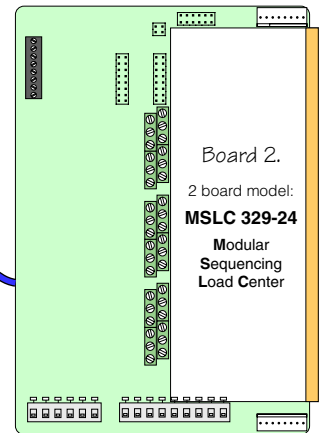 Board 2.
2 board model:
MSLC 329-24
Modular
Sequencing
Load Center